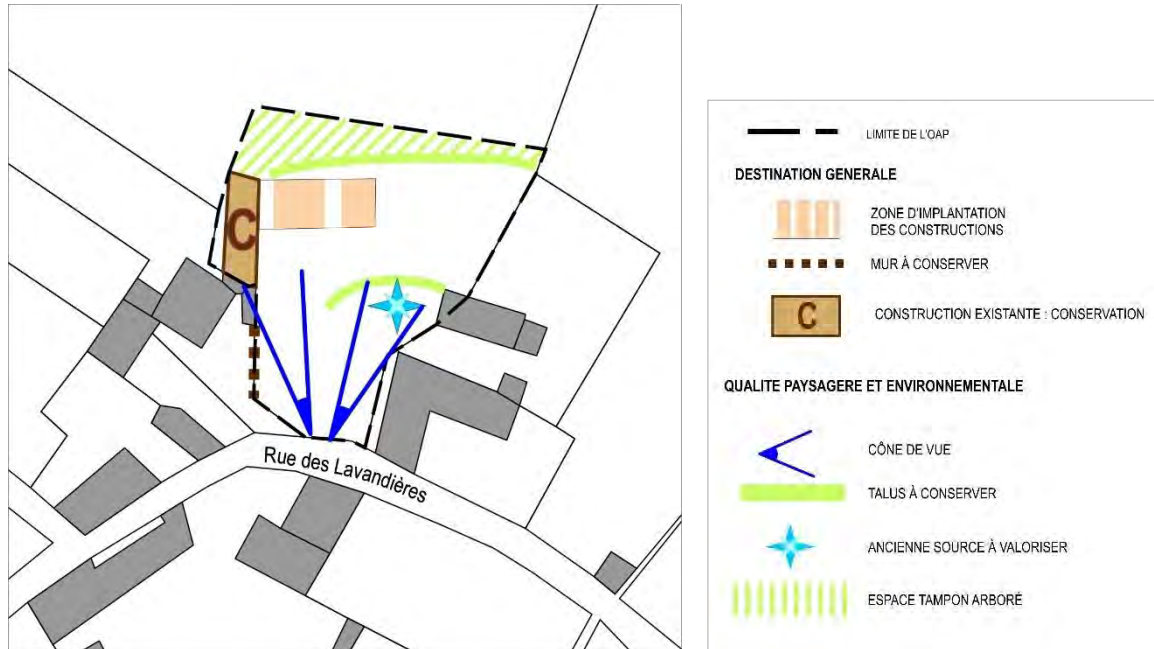 C
Rue des Lavandières
LIMITE DE L'OAP
DESTINATION GENERALE
ZONE D'IMPLANTATION
DES CONSTRUCTIONS
MUR À CONSERVER
C
CONSTRUCTION EXISTANTE : CONSERVATION
QUALITE PAYSAGERE ET ENVIRONNEMENTALE
CÔNE DE VUE
TALUS À CONSERVER
ANCIENNE SOURCE À VALORISER
ESPACE TAMPON ARBORÉ